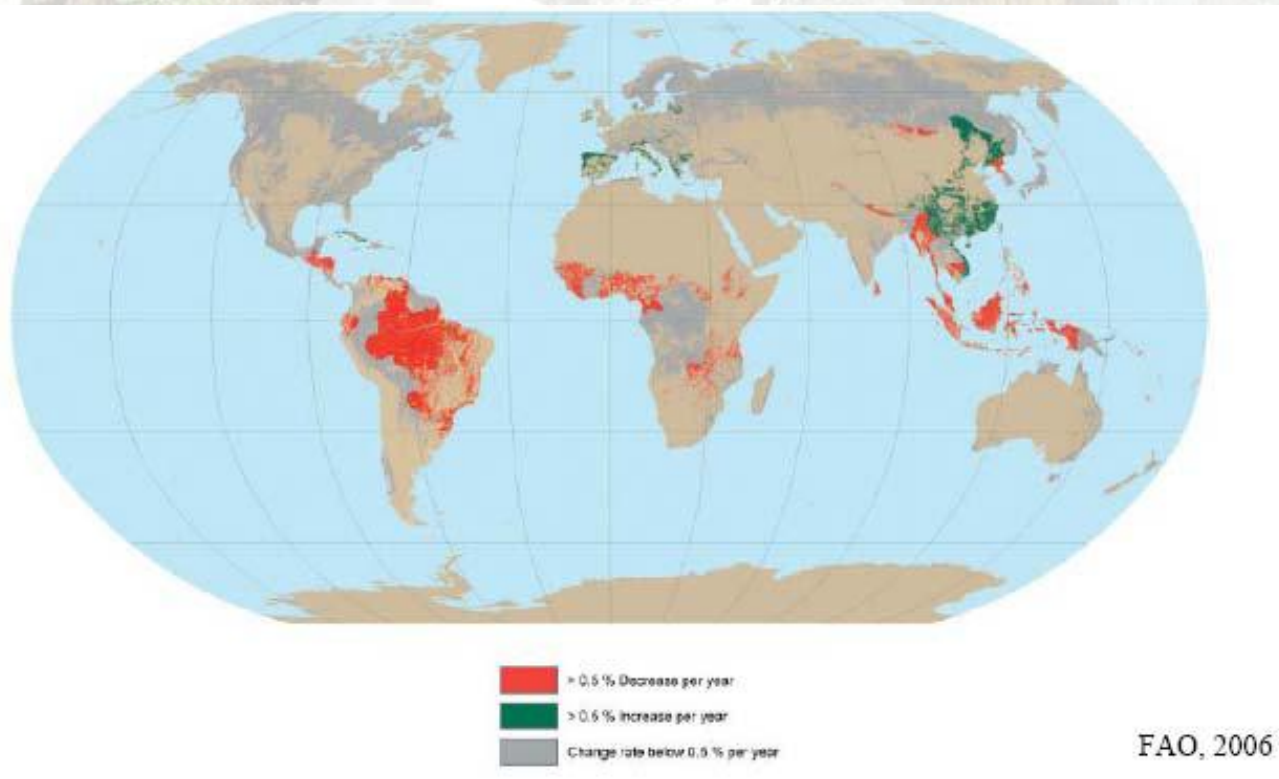 > 0.5 % Decrease per year
> 0.5 % Increase per year
Change rate below 0.5 % per year
FAO, 2006